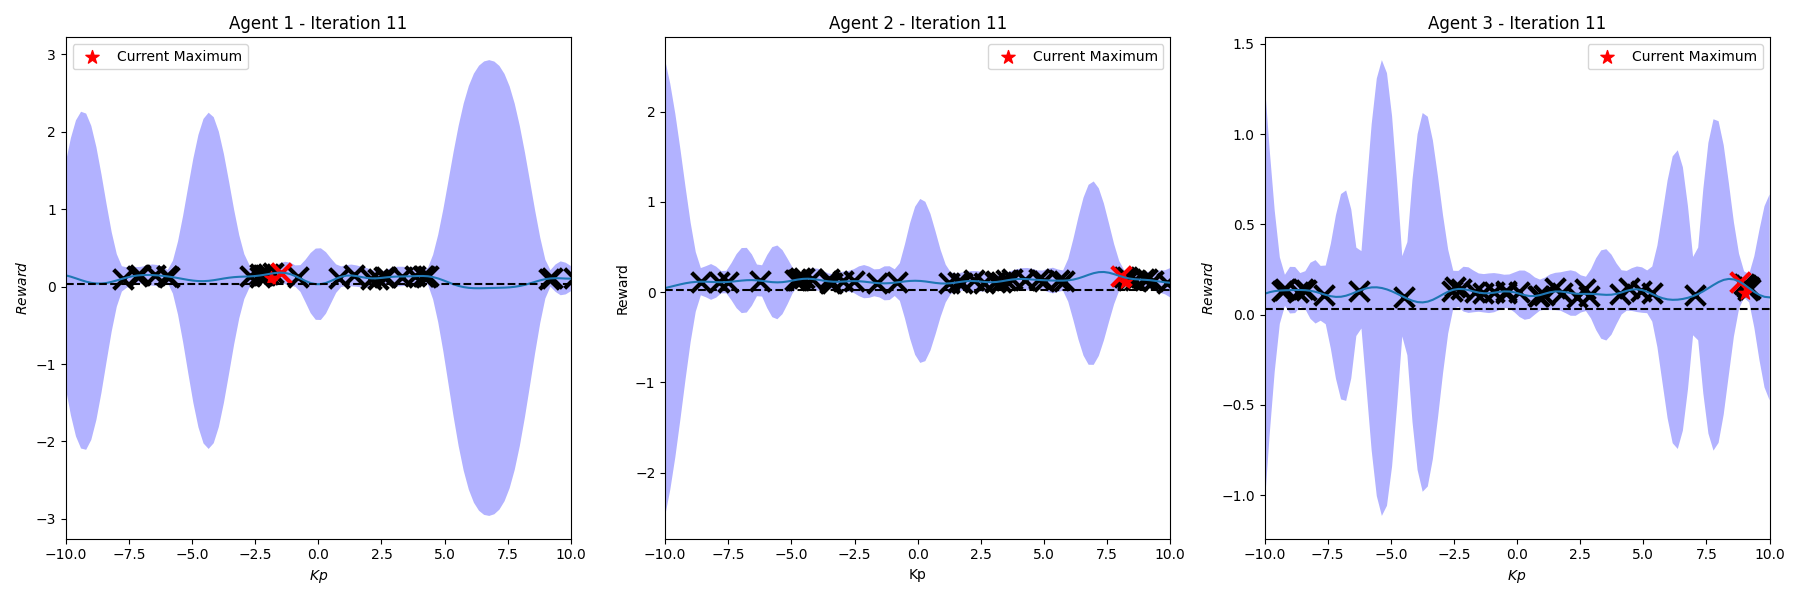 Agent 1 - Iteration 11
Current Maximum
3
2
1
0
−1
−2
−3
Reward
−10.0 −7.5 −5.0 −2.5 0.0 2.5 5.0 7.5 10.0
Kp
Agent 2 - Iteration 11
Current Maximum
2
1
0
−1
−2
Reward
−10.0 −7.5 −5.0 −2.5 0.0 2.5 5.0 7.5 10.0
Kp
Agent 3 - Iteration 11
Current Maximum
1.5
1.0
0.5
0.0
−0.5
−1.0
Reward
−10.0 −7.5 −5.0 −2.5 0.0 2.5 5.0 7.5 10.0
Kp